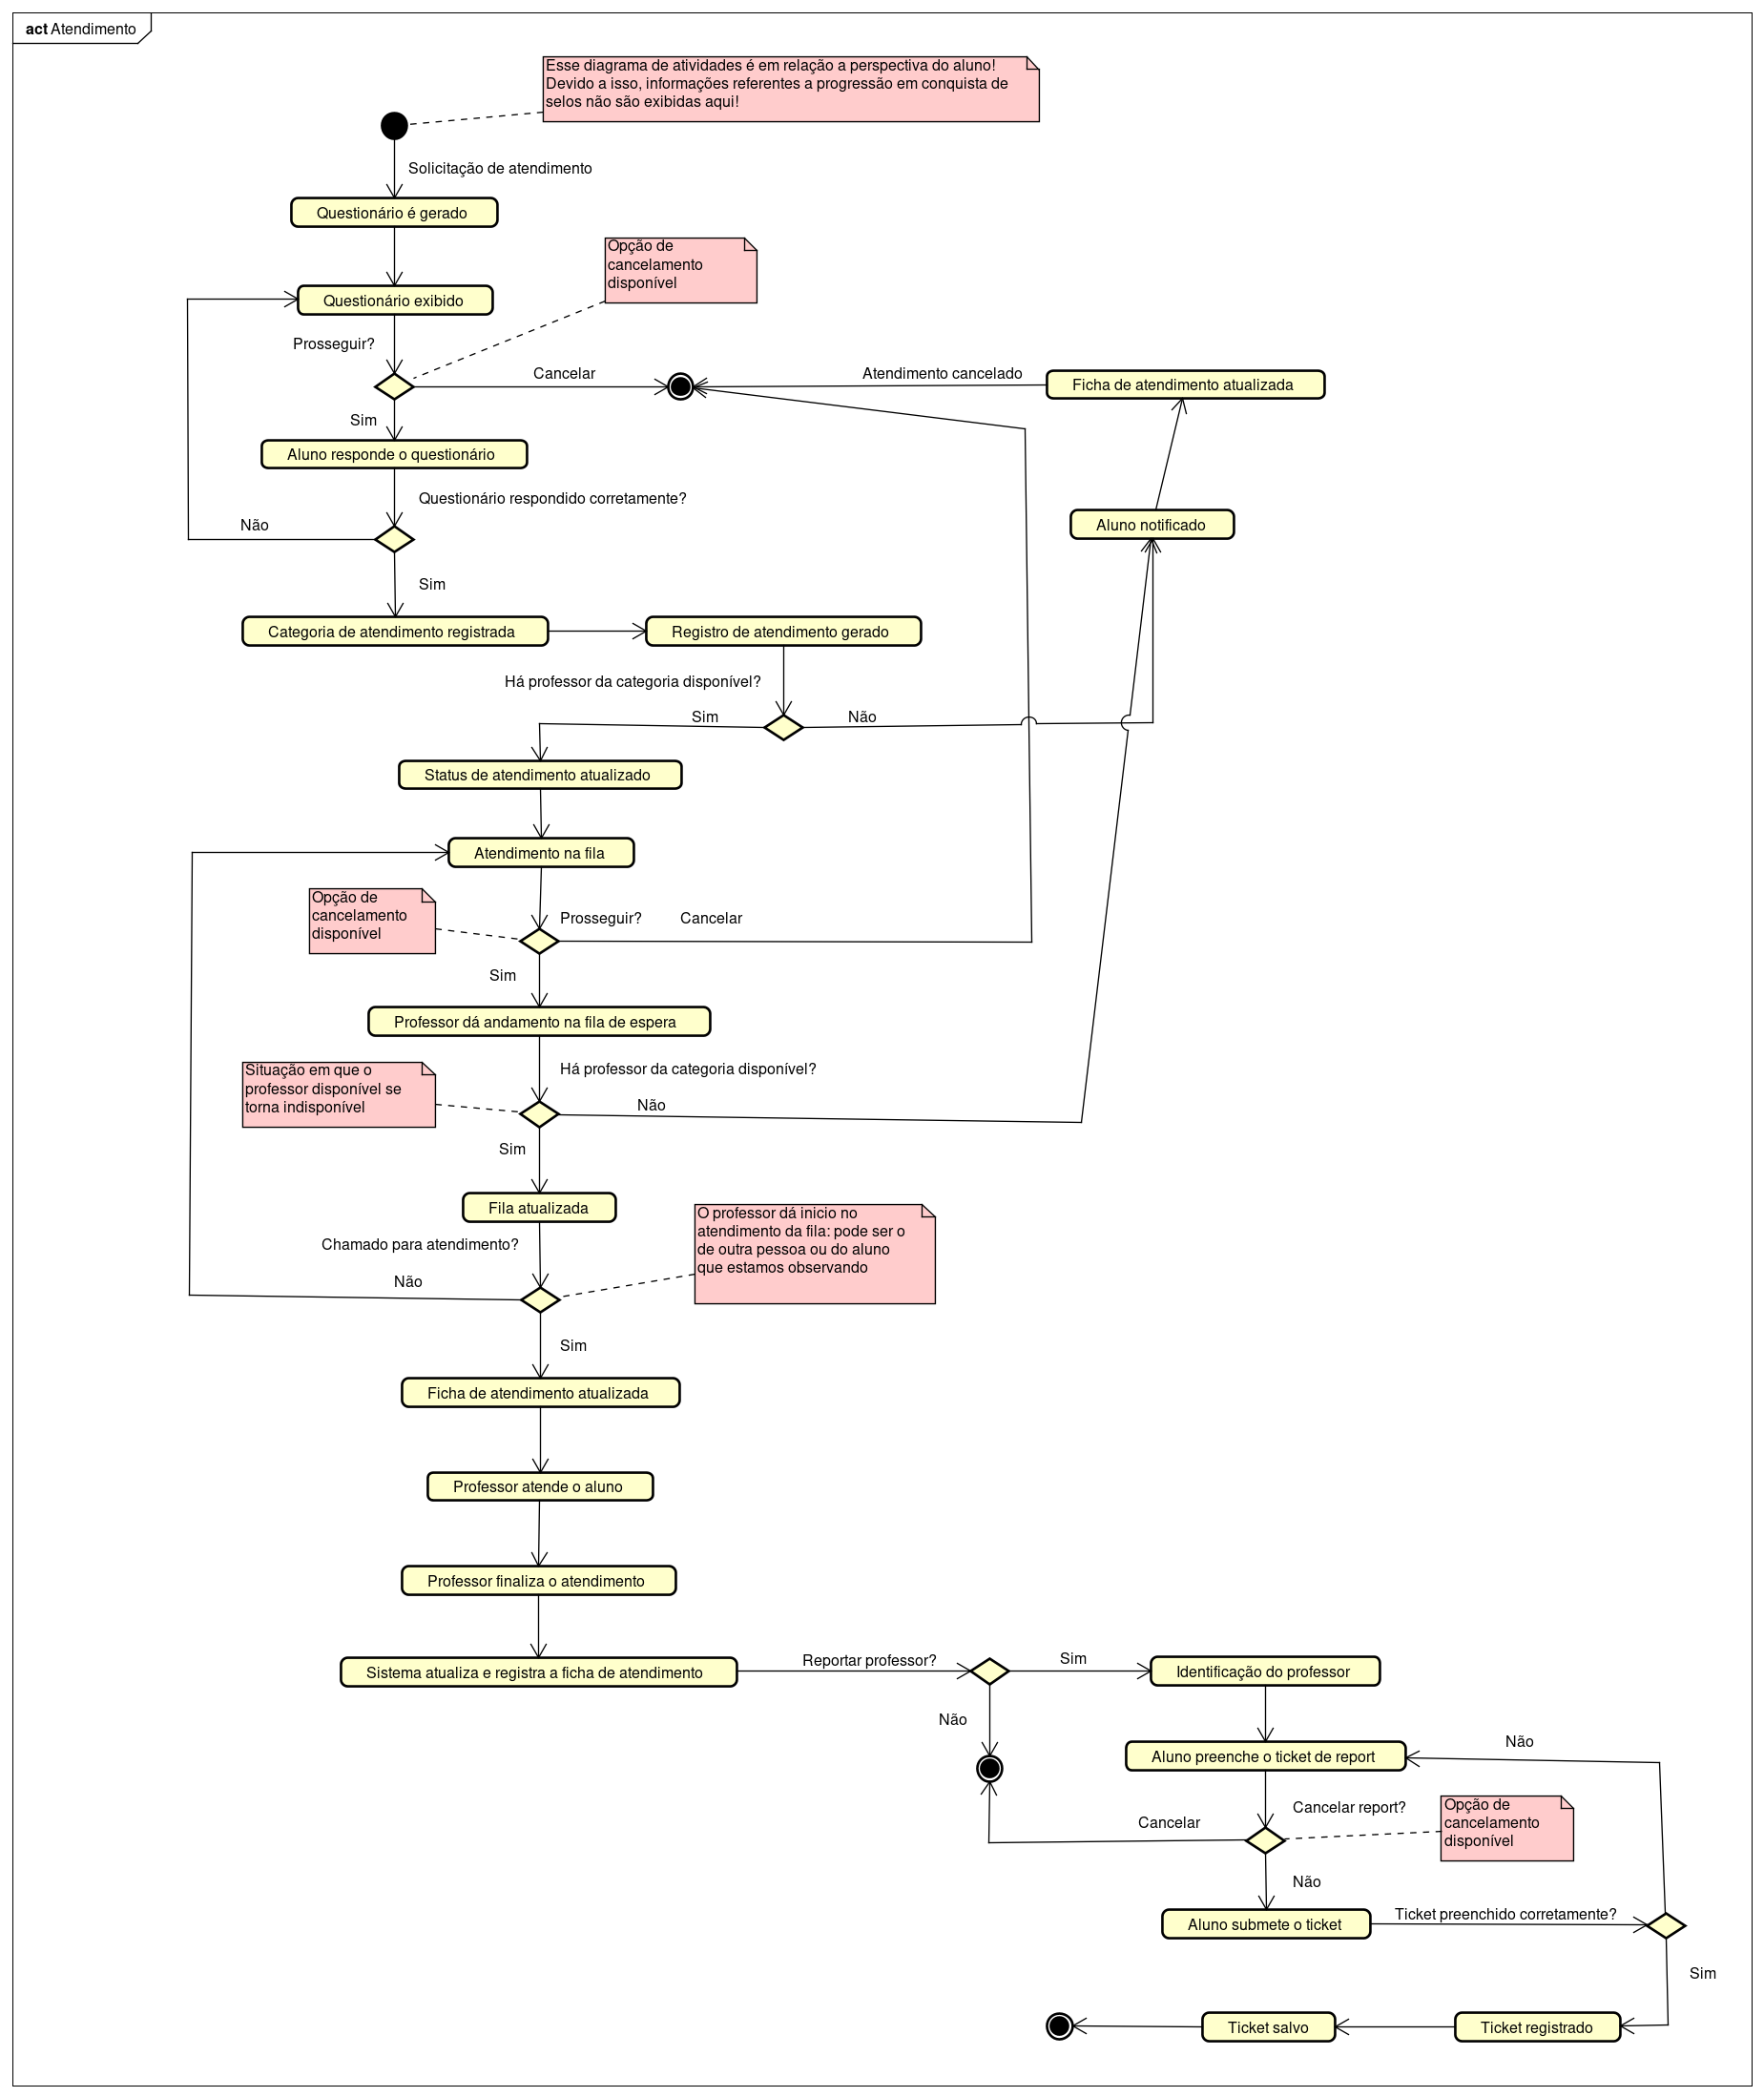 act Atendimento
Esse diagrama de atividades é em relação a perspectiva do aluno!
Devido a isso, informações referentes a progressão em conquista de
selos não são exibidas aqui!
Solicitação de atendimento
Questionário é gerado
Opção de
cancelamento
disponível
Questionário exibido
Prosseguir?
Cancelar
Atendimento cancelado
Ficha de atendimento atualizada
Sim
Aluno responde o questionário
Questionário respondido corretamente?
Não
Aluno notificado
Sim
Categoria de atendimento registrada
Registro de atendimento gerado
Há professor da categoria disponível?
Sim
Não
Status de atendimento atualizado
Atendimento na fila
Opção de
cancelamento
disponível
Prosseguir?
Cancelar
Sim
Professor dá andamento na fila de espera
Situação em que o
professor disponível se
torna indisponível
Há professor da categoria disponível?
Não
Sim
Fila atualizada
O professor dá inicio no
atendimento da fila: pode ser o
de outra pessoa ou do aluno
que estamos observando
Chamado para atendimento?
Não
Sim
Ficha de atendimento atualizada
Professor atende o aluno
Professor finaliza o atendimento
Sistema atualiza e registra a ficha de atendimento
Reportar professor?
Sim
Identificação do professor
Não
Aluno preenche o ticket de report
Não
Cancelar report?
Opção de
cancelamento
disponível
Cancelar
Não
Aluno submete o ticket
Ticket preenchido corretamente?
Sim
Ticket salvo
Ticket registrado